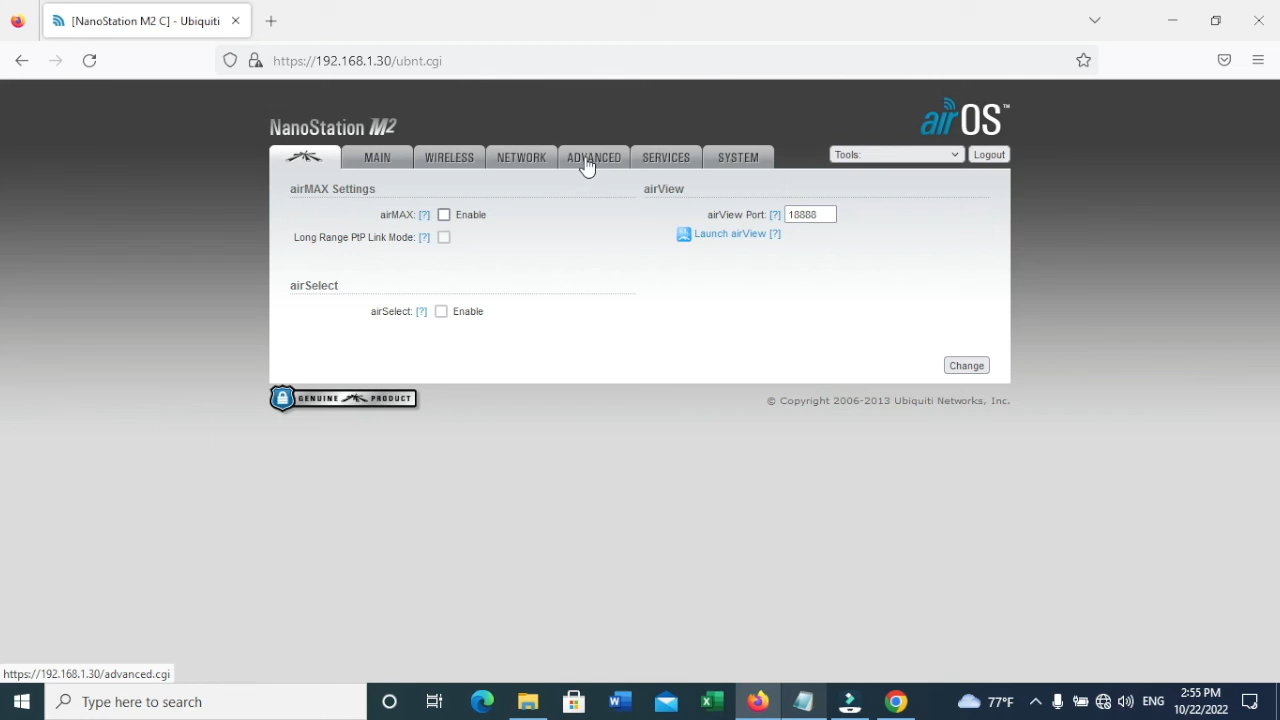 [NanoStation M2 C] - Ubiquiti
https://192.168.1.30/ubnt.cgi
NanoStation M2
airOS™
MAIN WIRELESS NETWORK ADVANCED SERVICES SYSTEM
Tools: Logout
airMAX Settings
airMAX: [?] Enable
Long Range PtP Link Mode: [?]
airSelect
airSelect: [?] Enable
airView
airView Port: [?] 18888
Launch airView [?]
Change
GENUINE PRODUCT
© Copyright 2006-2013 Ubiquiti Networks, Inc.
https://192.168.1.30/advanced.cgi
Type here to search
77°F
ENG
2:55 PM
10/22/2022